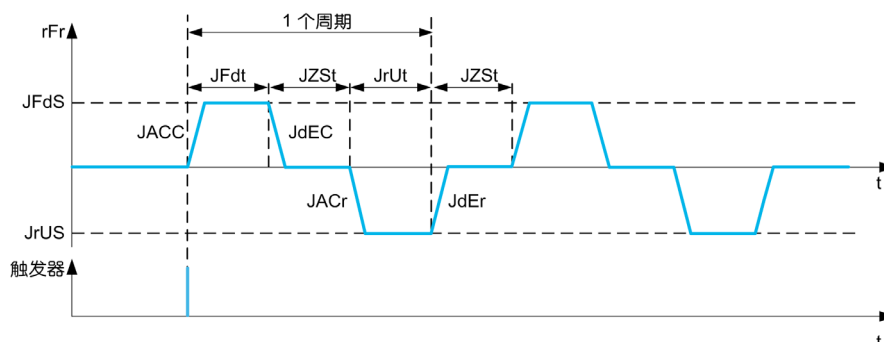 1 个周期
rFr
JFdt JZSt JrUt JZSt
JFdS
JACC JdEC
t
JACr JdEr
JrUS
触发器
t